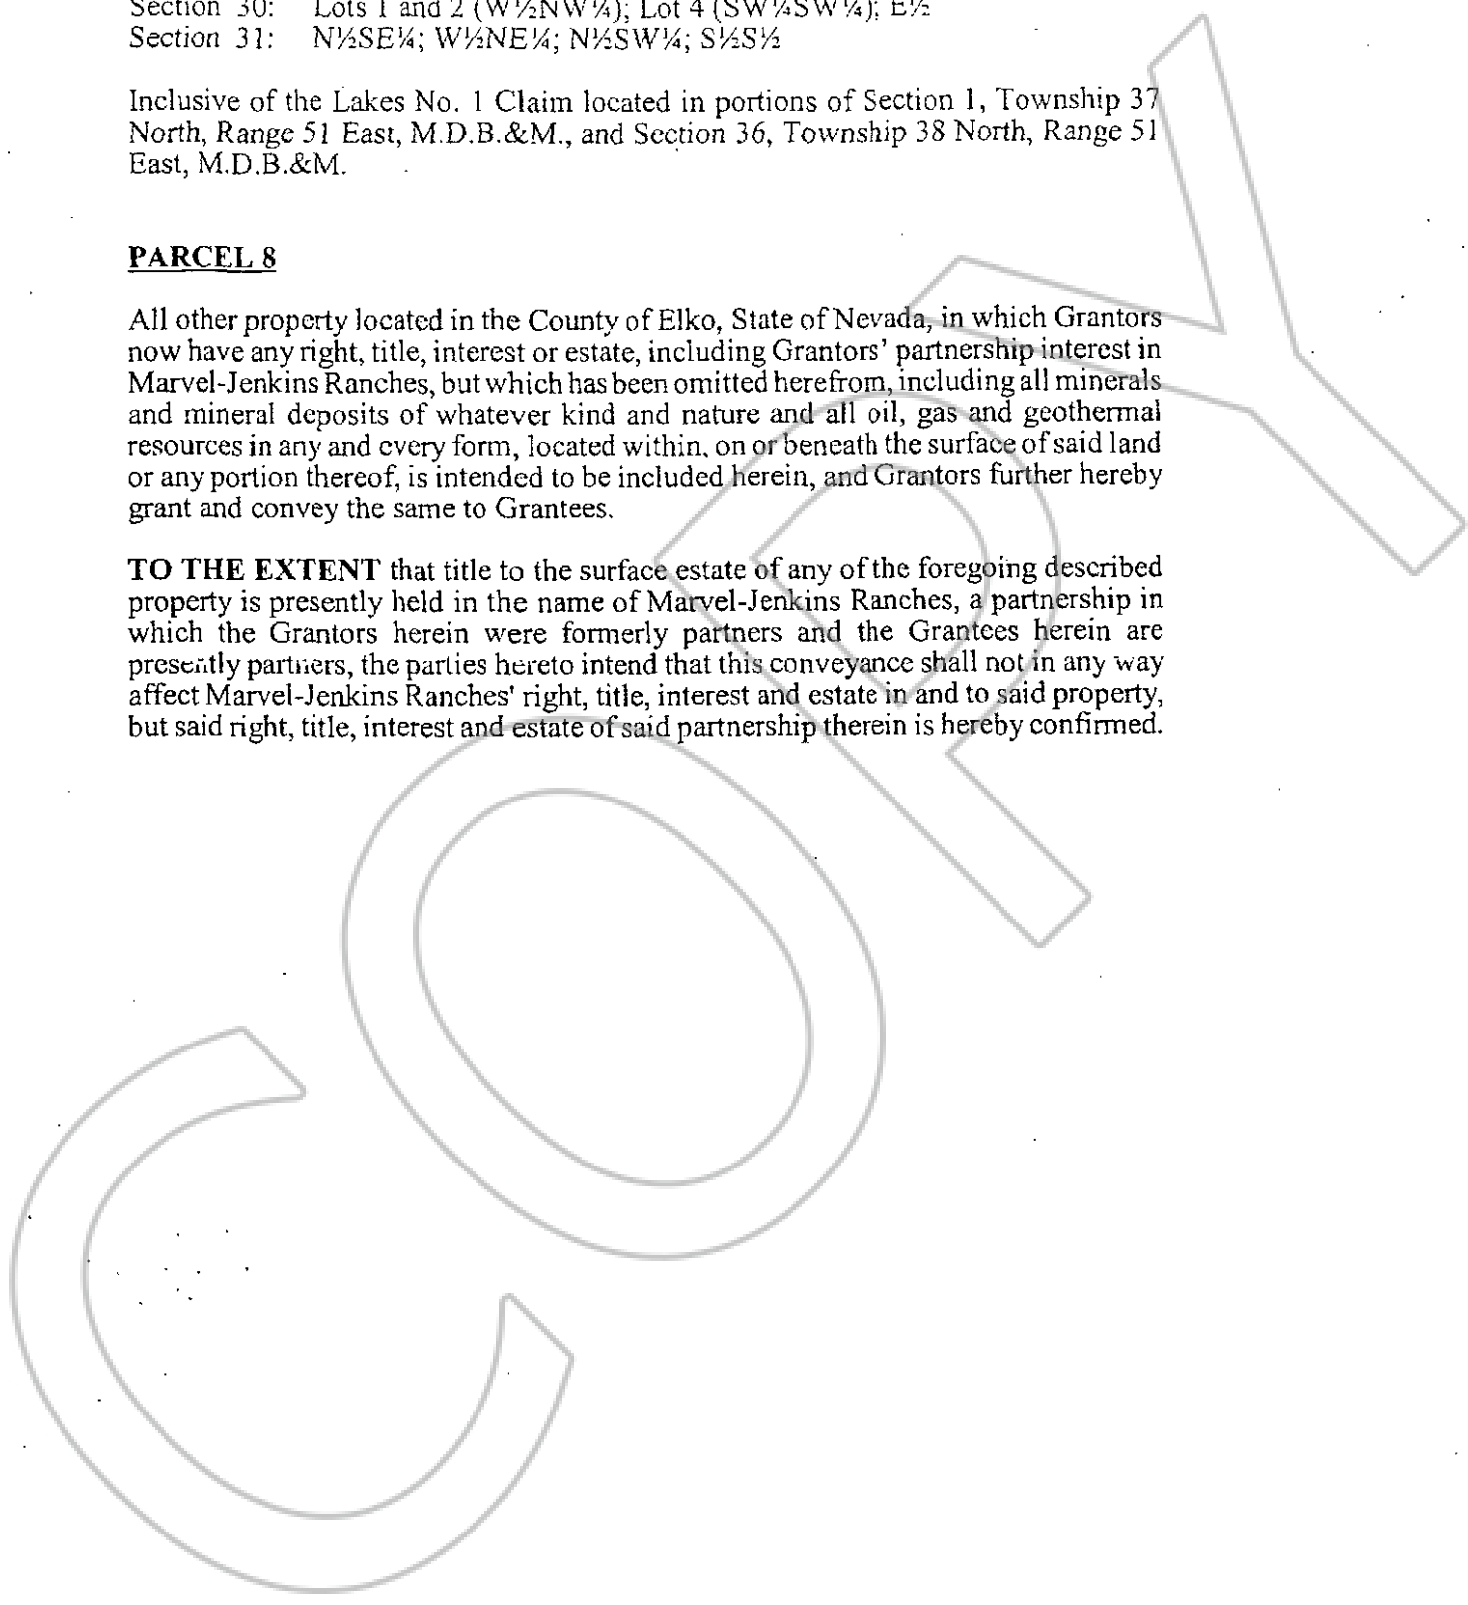 Section 30: Lots 1 and 2 (W½NW¼); Lot 4 (SW¼SW¼); E½
Section 31: N½SE¼; W½NE¼; N½SW¼; S½S½
Inclusive of the Lakes No. 1 Claim located in portions of Section 1, Township 37
North, Range 51 East, M.D.B.&M., and Section 36, Township 38 North, Range 51
East, M.D.B.&M.
PARCEL 8
All other property located in the County of Elko, State of Nevada, in which Grantors
now have any right, title, interest or estate, including Grantors' partnership interest in
Marvel-Jenkins Ranches, but which has been omitted herefrom, including all minerals
and mineral deposits of whatever kind and nature and all oil, gas and geothermal
resources in any and every form, located within, on or beneath the surface of said land
or any portion thereof, is intended to be included herein, and Grantors further hereby
grant and convey the same to Grantees.
TO THE EXTENT that title to the surface estate of any of the foregoing described
property is presently held in the name of Marvel-Jenkins Ranches, a partnership in
which the Grantors herein were formerly partners and the Grantees herein are
presently partners, the parties hereto intend that this conveyance shall not in any way
affect Marvel-Jenkins Ranches' right, title, interest and estate in and to said property,
but said right, title, interest and estate of said partnership therein is hereby confirmed.
COPY